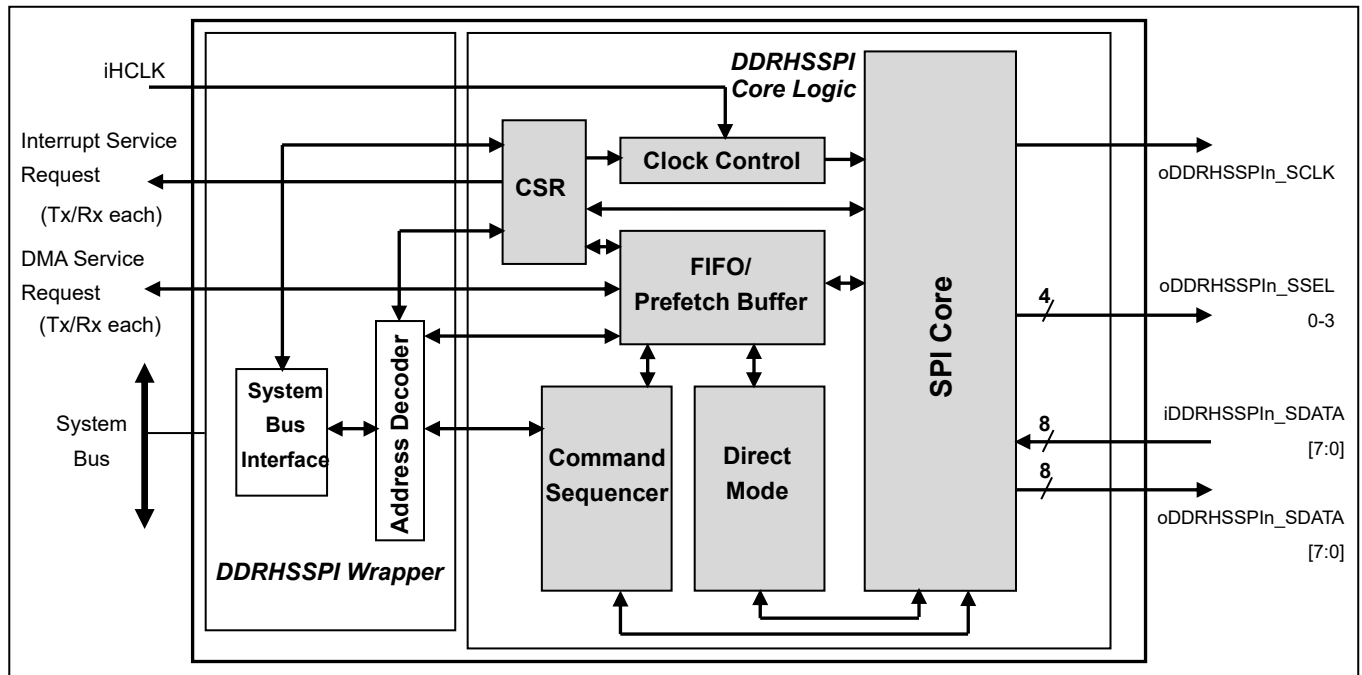 iHCLK
Interrupt Service
Request
(Tx/Rx each)
DMA Service
Request
(Tx/Rx each)
System
Bus
System
Bus
Interface
Address Decoder
DDRHSSPI Wrapper
DDRHSSPI
Core Logic
CSR
Clock Control
FIFO/
Prefetch Buffer
Command
Sequencer
Direct
Mode
SPI Core
oDDRHSSPIn_SCLK
4
oDDRHSSPIn_SSEL
0-3
8
iDDRHSSPIn_SDATA
[7:0]
8
oDDRHSSPIn_SDATA
[7:0]